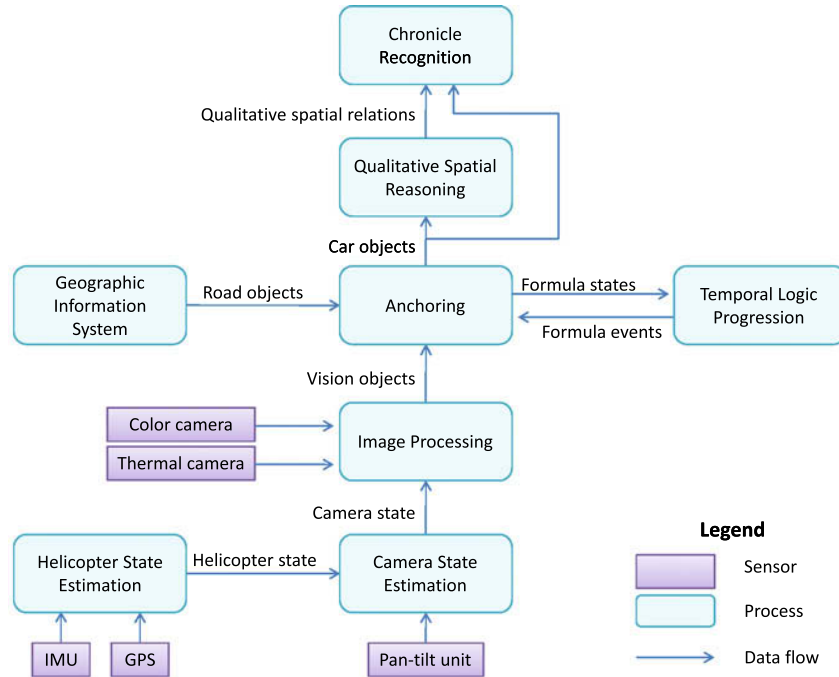 Chronicle
Recognition
Qualitative spatial relations
Qualitative Spatial
Reasoning
Car objects
Geographic
Information
System
Road objects
Anchoring
Formula states
Formula events
Temporal Logic
Progression
Vision objects
Color camera
Thermal camera
Image Processing
Camera state
Helicopter State
Estimation
Helicopter state
Camera State
Estimation
IMU
GPS
Pan-tilt unit
Legend
Sensor
Process
Data flow